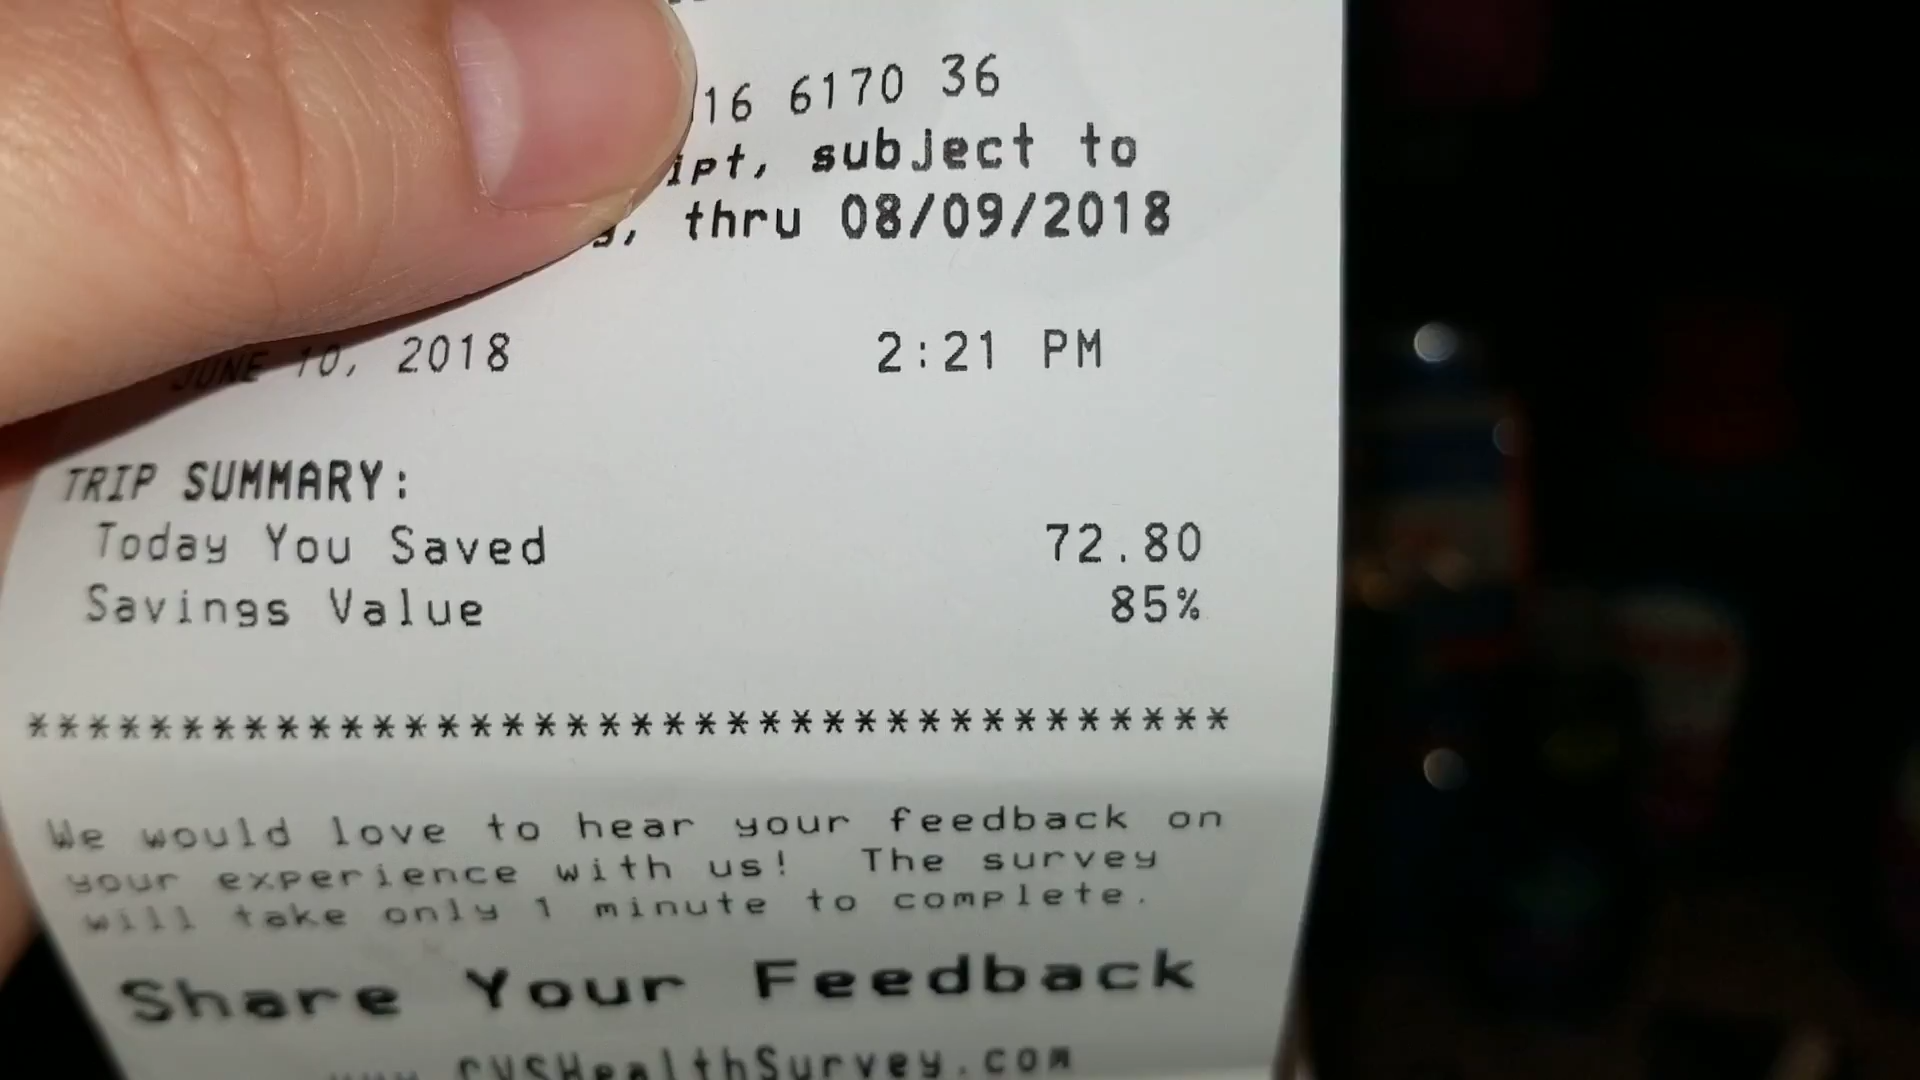 16 6170 36
subject to
thru 08/09/2018
JUNE 10, 2018 2:21 PM
TRIP SUMMARY:
Today You Saved 72.80
Savings Value 85%
**************************************
We would love to hear your feedback on
your experience with us! The survey
will take only 1 minute to complete.
Share Your Feedback
www.CVSHealthSurvey.com